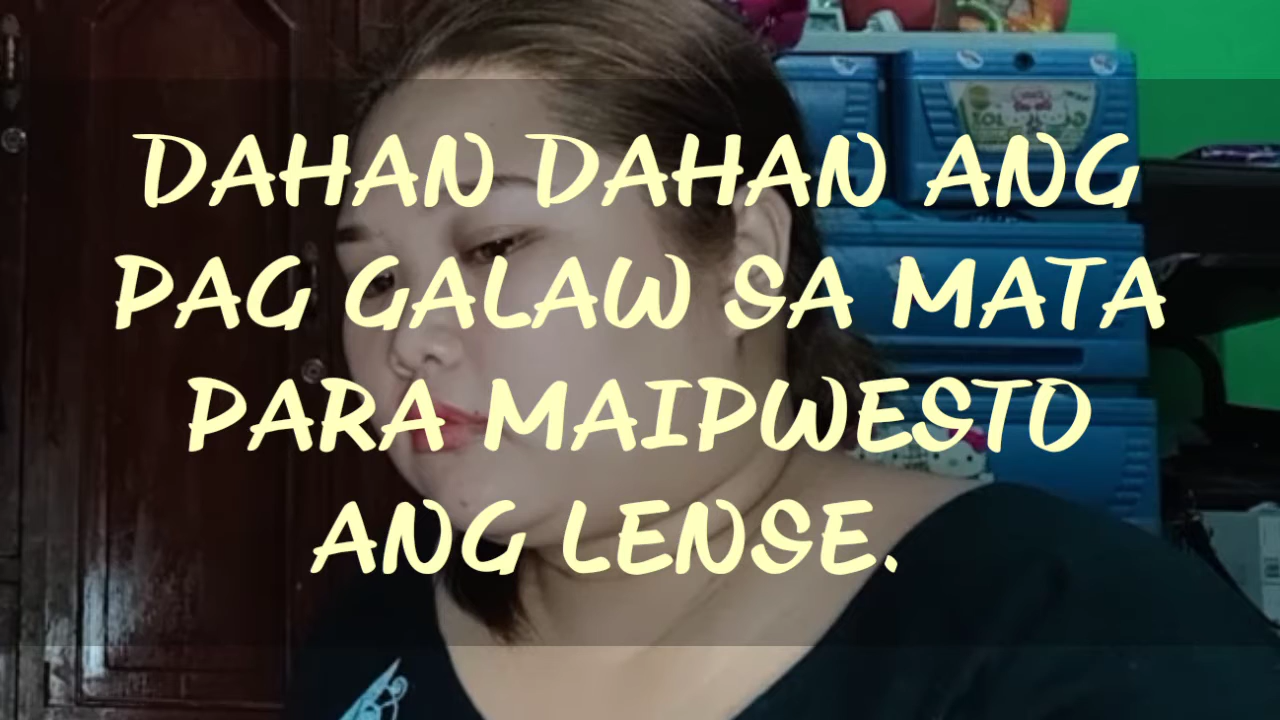 DAHAN DAHAN ANG
PAG GALAW SA MATA
PARA MAIPWESTO
ANG LENSE.